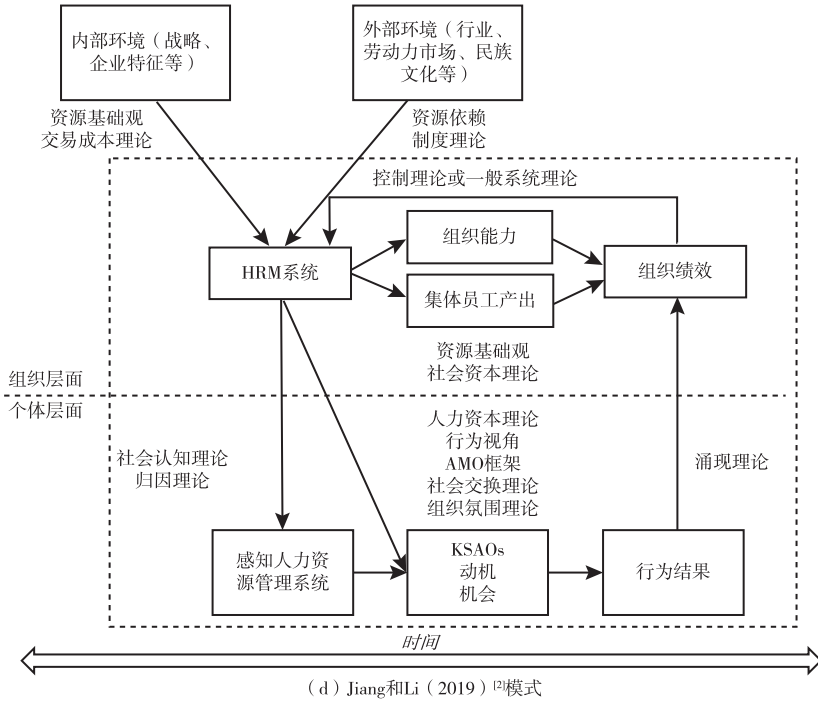 内部环境（战略、
企业特征等）
外部环境（行业、
劳动力市场、民族
文化等）
资源基础观
交易成本理论
资源依赖
制度理论
控制理论或一般系统理论
组织能力
HRM系统
组织绩效
集体员工产出
资源基础观
社会资本理论
组织层面
个体层面
人力资本理论
行为视角
AMO框架
社会交换理论
组织氛围理论
社会认知理论
归因理论
涌现理论
感知人力资
源管理系统
KSAOs
动机
机会
行为结果
时间
（d）Jiang和Li（2019）[2]模式